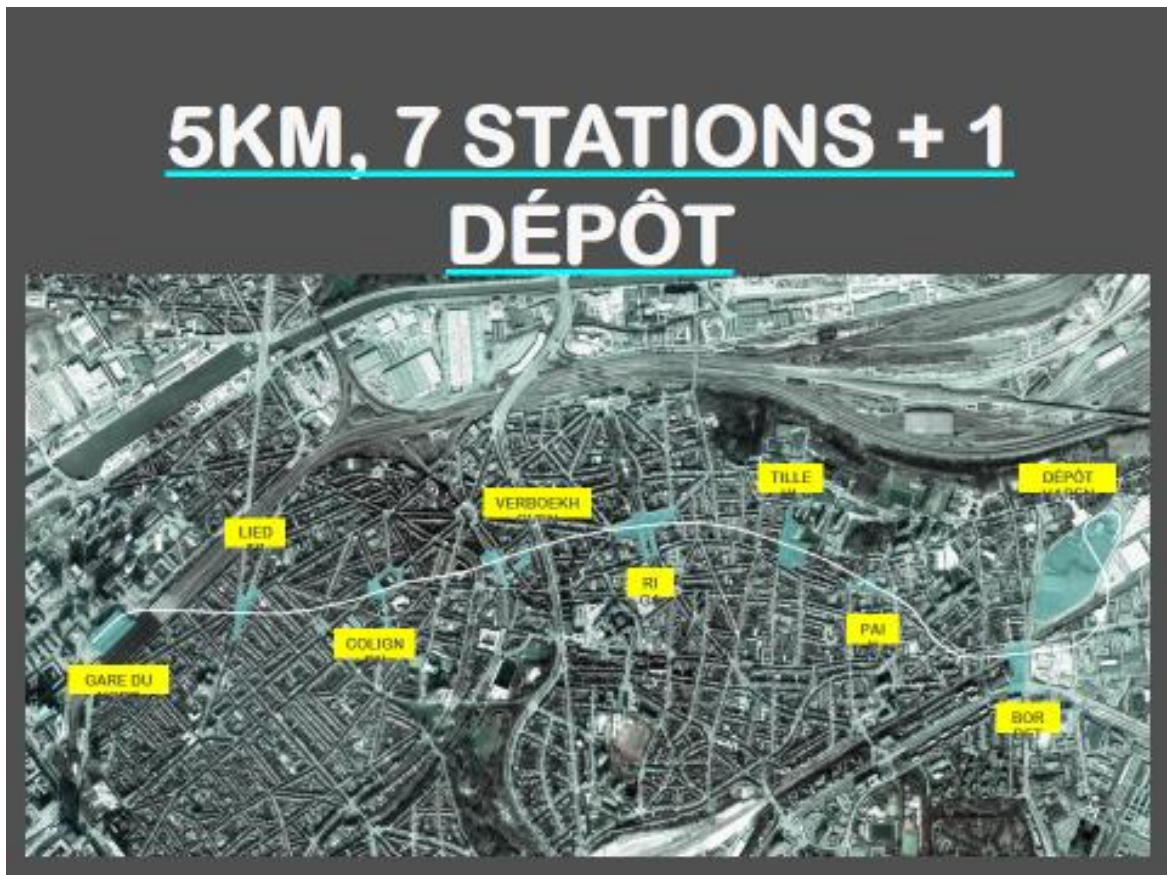 5KM, 7 STATIONS + 1
DÉPÔT
TILLE
DÉPÔT
VERBOEKH
LIED
RI
PAI
COLIGN
GARE DU
BOR